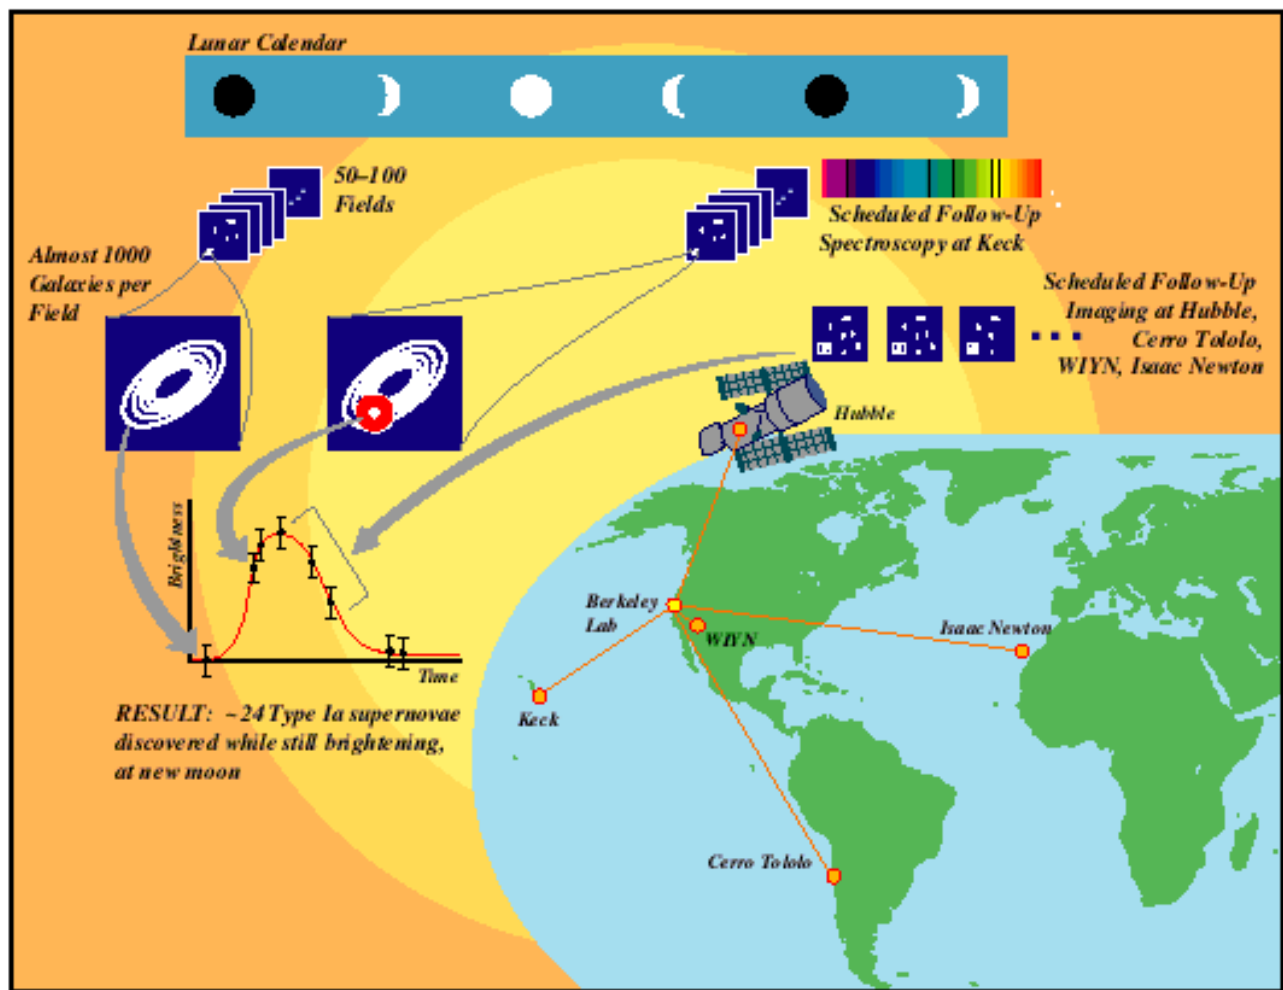 Lunar Calendar
50–100
Fields
Almost 1000
Galaxies per
Field
Scheduled Follow-Up
Spectroscopy at Keck
Scheduled Follow-Up
Imaging at Hubble,
Cerro Tololo,
WIYN, Isaac Newton
Hubble
Brightness
Time
RESULT: ~24 Type Ia supernovae
discovered while still brightening,
at new moon
Berkeley
Lab
WIYN
Isaac Newton
Keck
Cerro Tololo